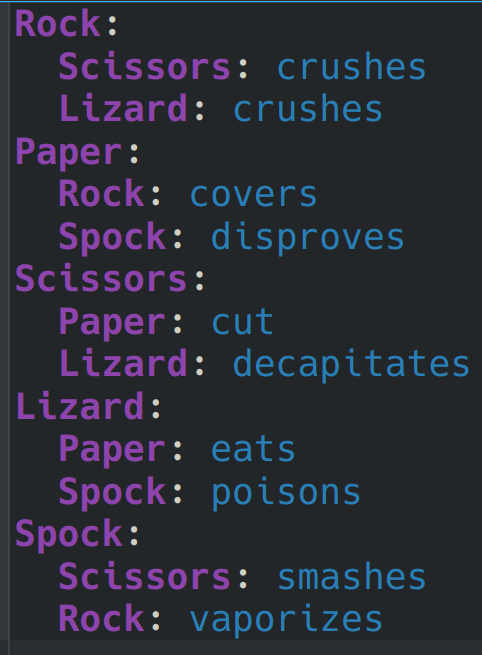 Rock:
  Scissors: crushes
  Lizard: crushes
Paper:
  Rock: covers
  Spock: disproves
Scissors:
  Paper: cut
  Lizard: decapitates
Lizard:
  Paper: eats
  Spock: poisons
Spock:
  Scissors: smashes
  Rock: vaporizes